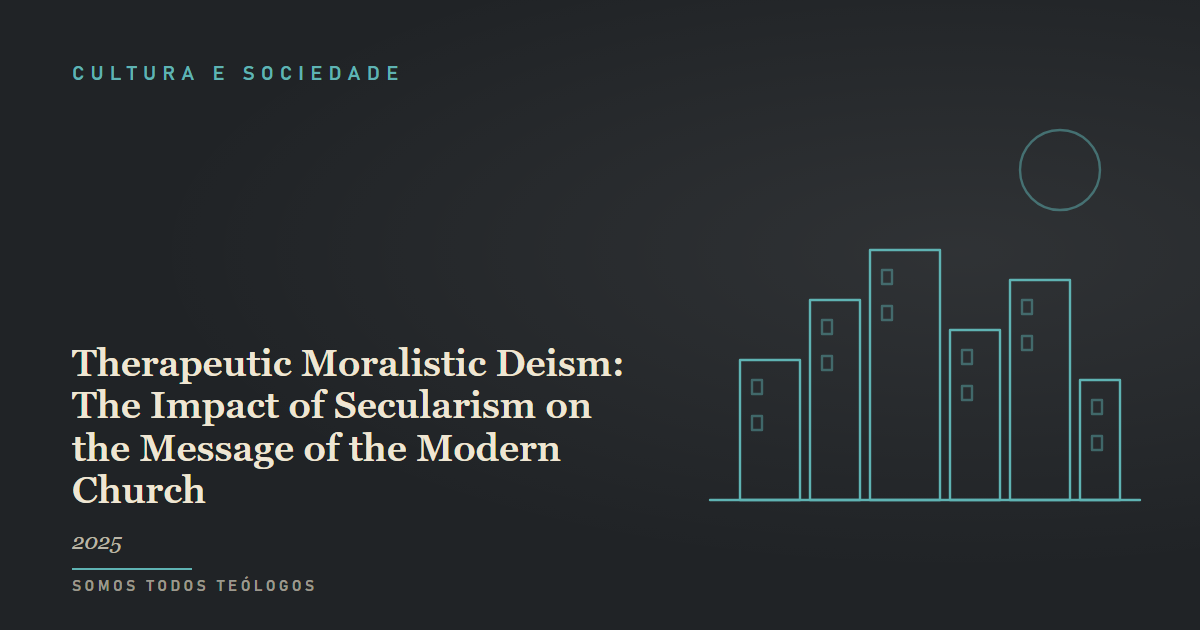 CULTURA E SOCIEDADE
Therapeutic Moralistic Deism:
The Impact of Secularism on
the Message of the Modern
Church
2025
SOMOS TODOS TEÓLOGOS